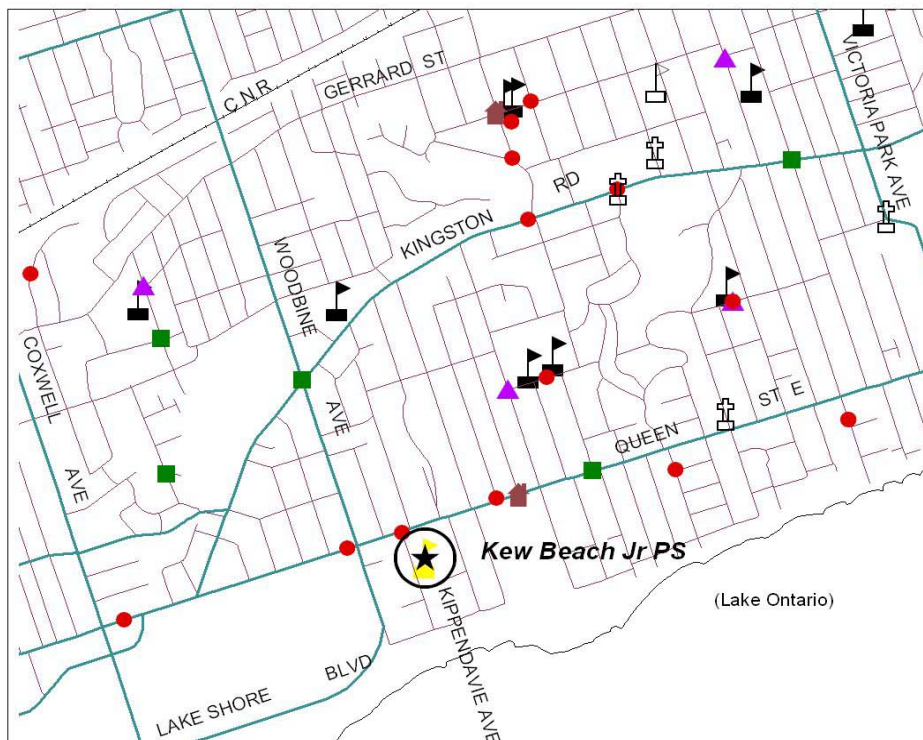 C N R
GERRARD ST
VICTORIA PARK AVE
KINGSTON RD
WOODBINE AVE
COXWELL AVE
QUEEN ST E
Kew Beach Jr PS
(Lake Ontario)
KIPPENDAVIE AVE
LAKE SHORE BLVD